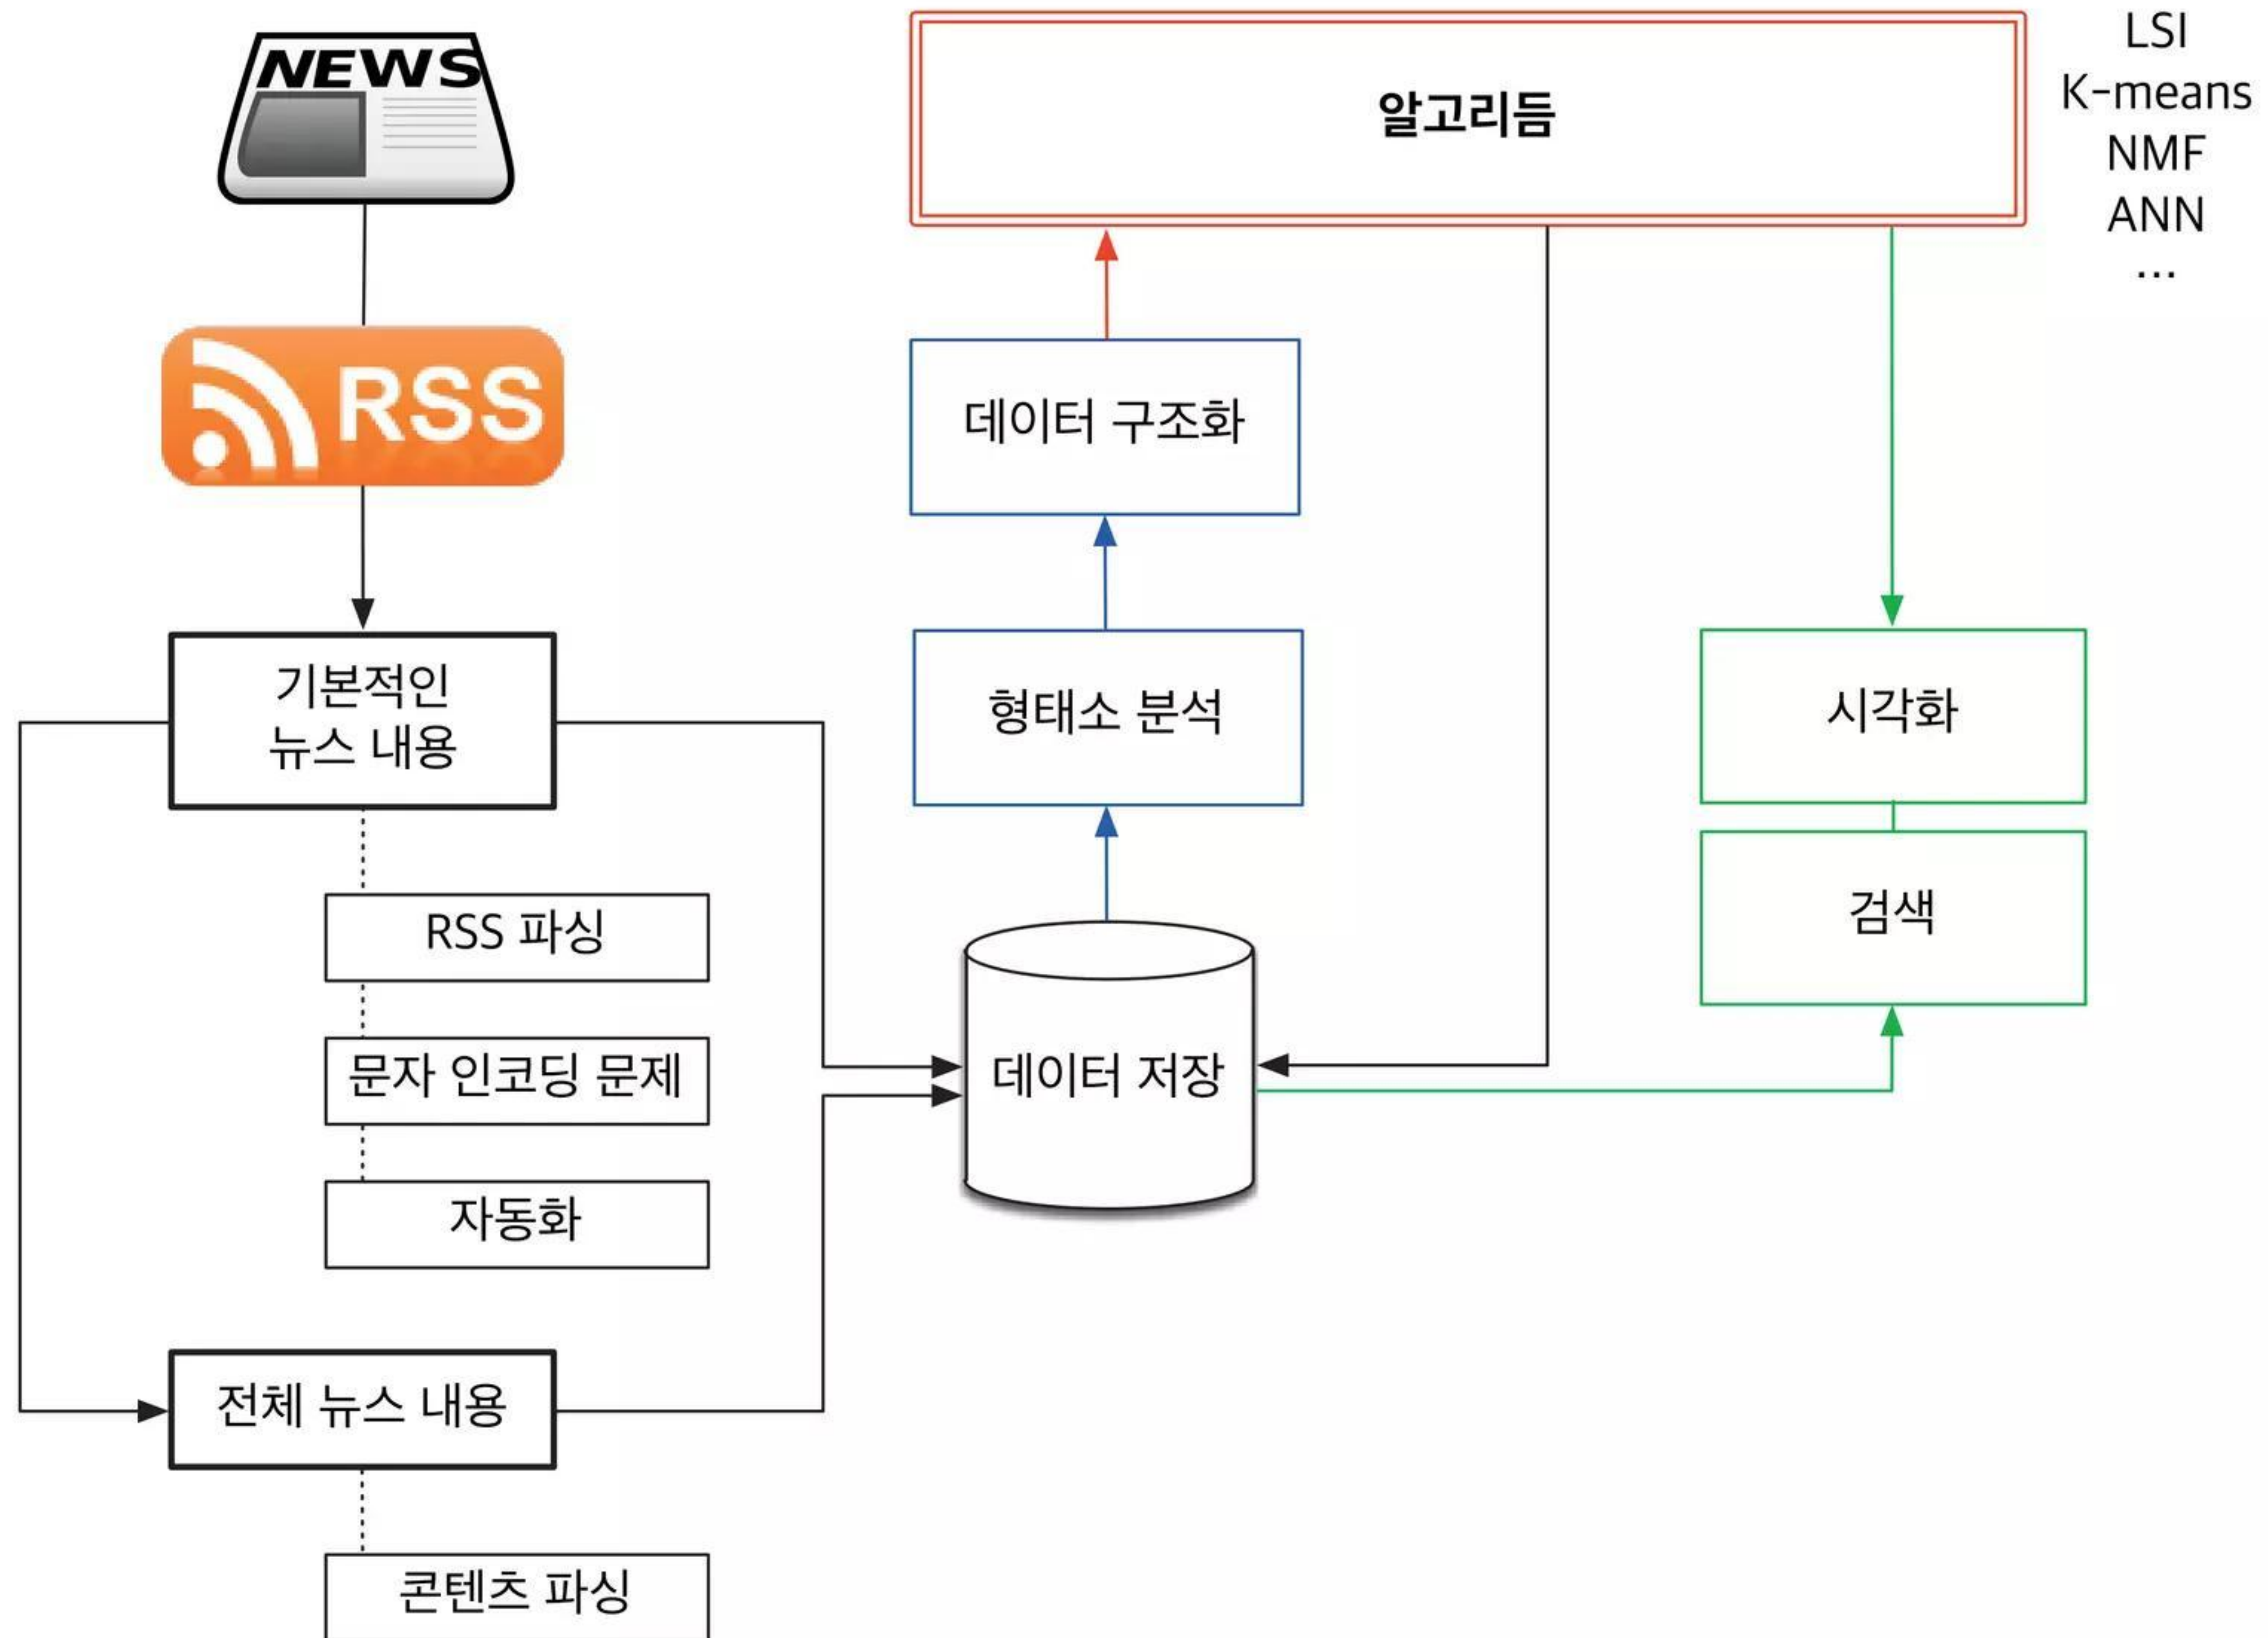 NEWS
RSS
기본적인
뉴스 내용
RSS 파싱
문자 인코딩 문제
자동화
전체 뉴스 내용
콘텐츠 파싱
알고리듬
LSI
K-means
NMF
ANN
...
데이터 구조화
형태소 분석
데이터 저장
시각화
검색